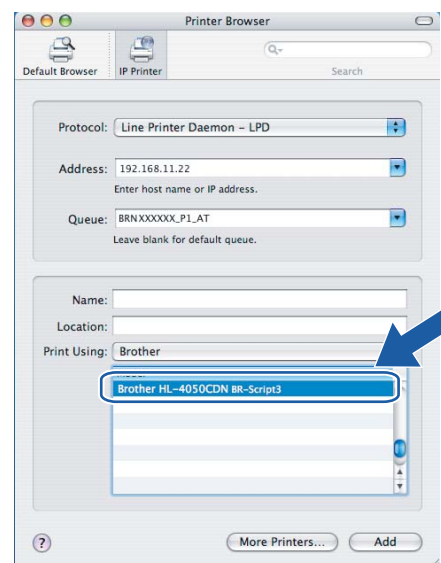 Printer Browser
Default Browser
IP Printer
Q
Search
Protocol: Line Printer Daemon – LPD
Address: 192.168.11.22
Enter host name or IP address.
Queue: BRNXXXXXX_P1_AT
Leave blank for default queue.
Name:
Location:
Print Using: Brother
Brother HL-4050CDN BR-Script3
? More Printers... Add